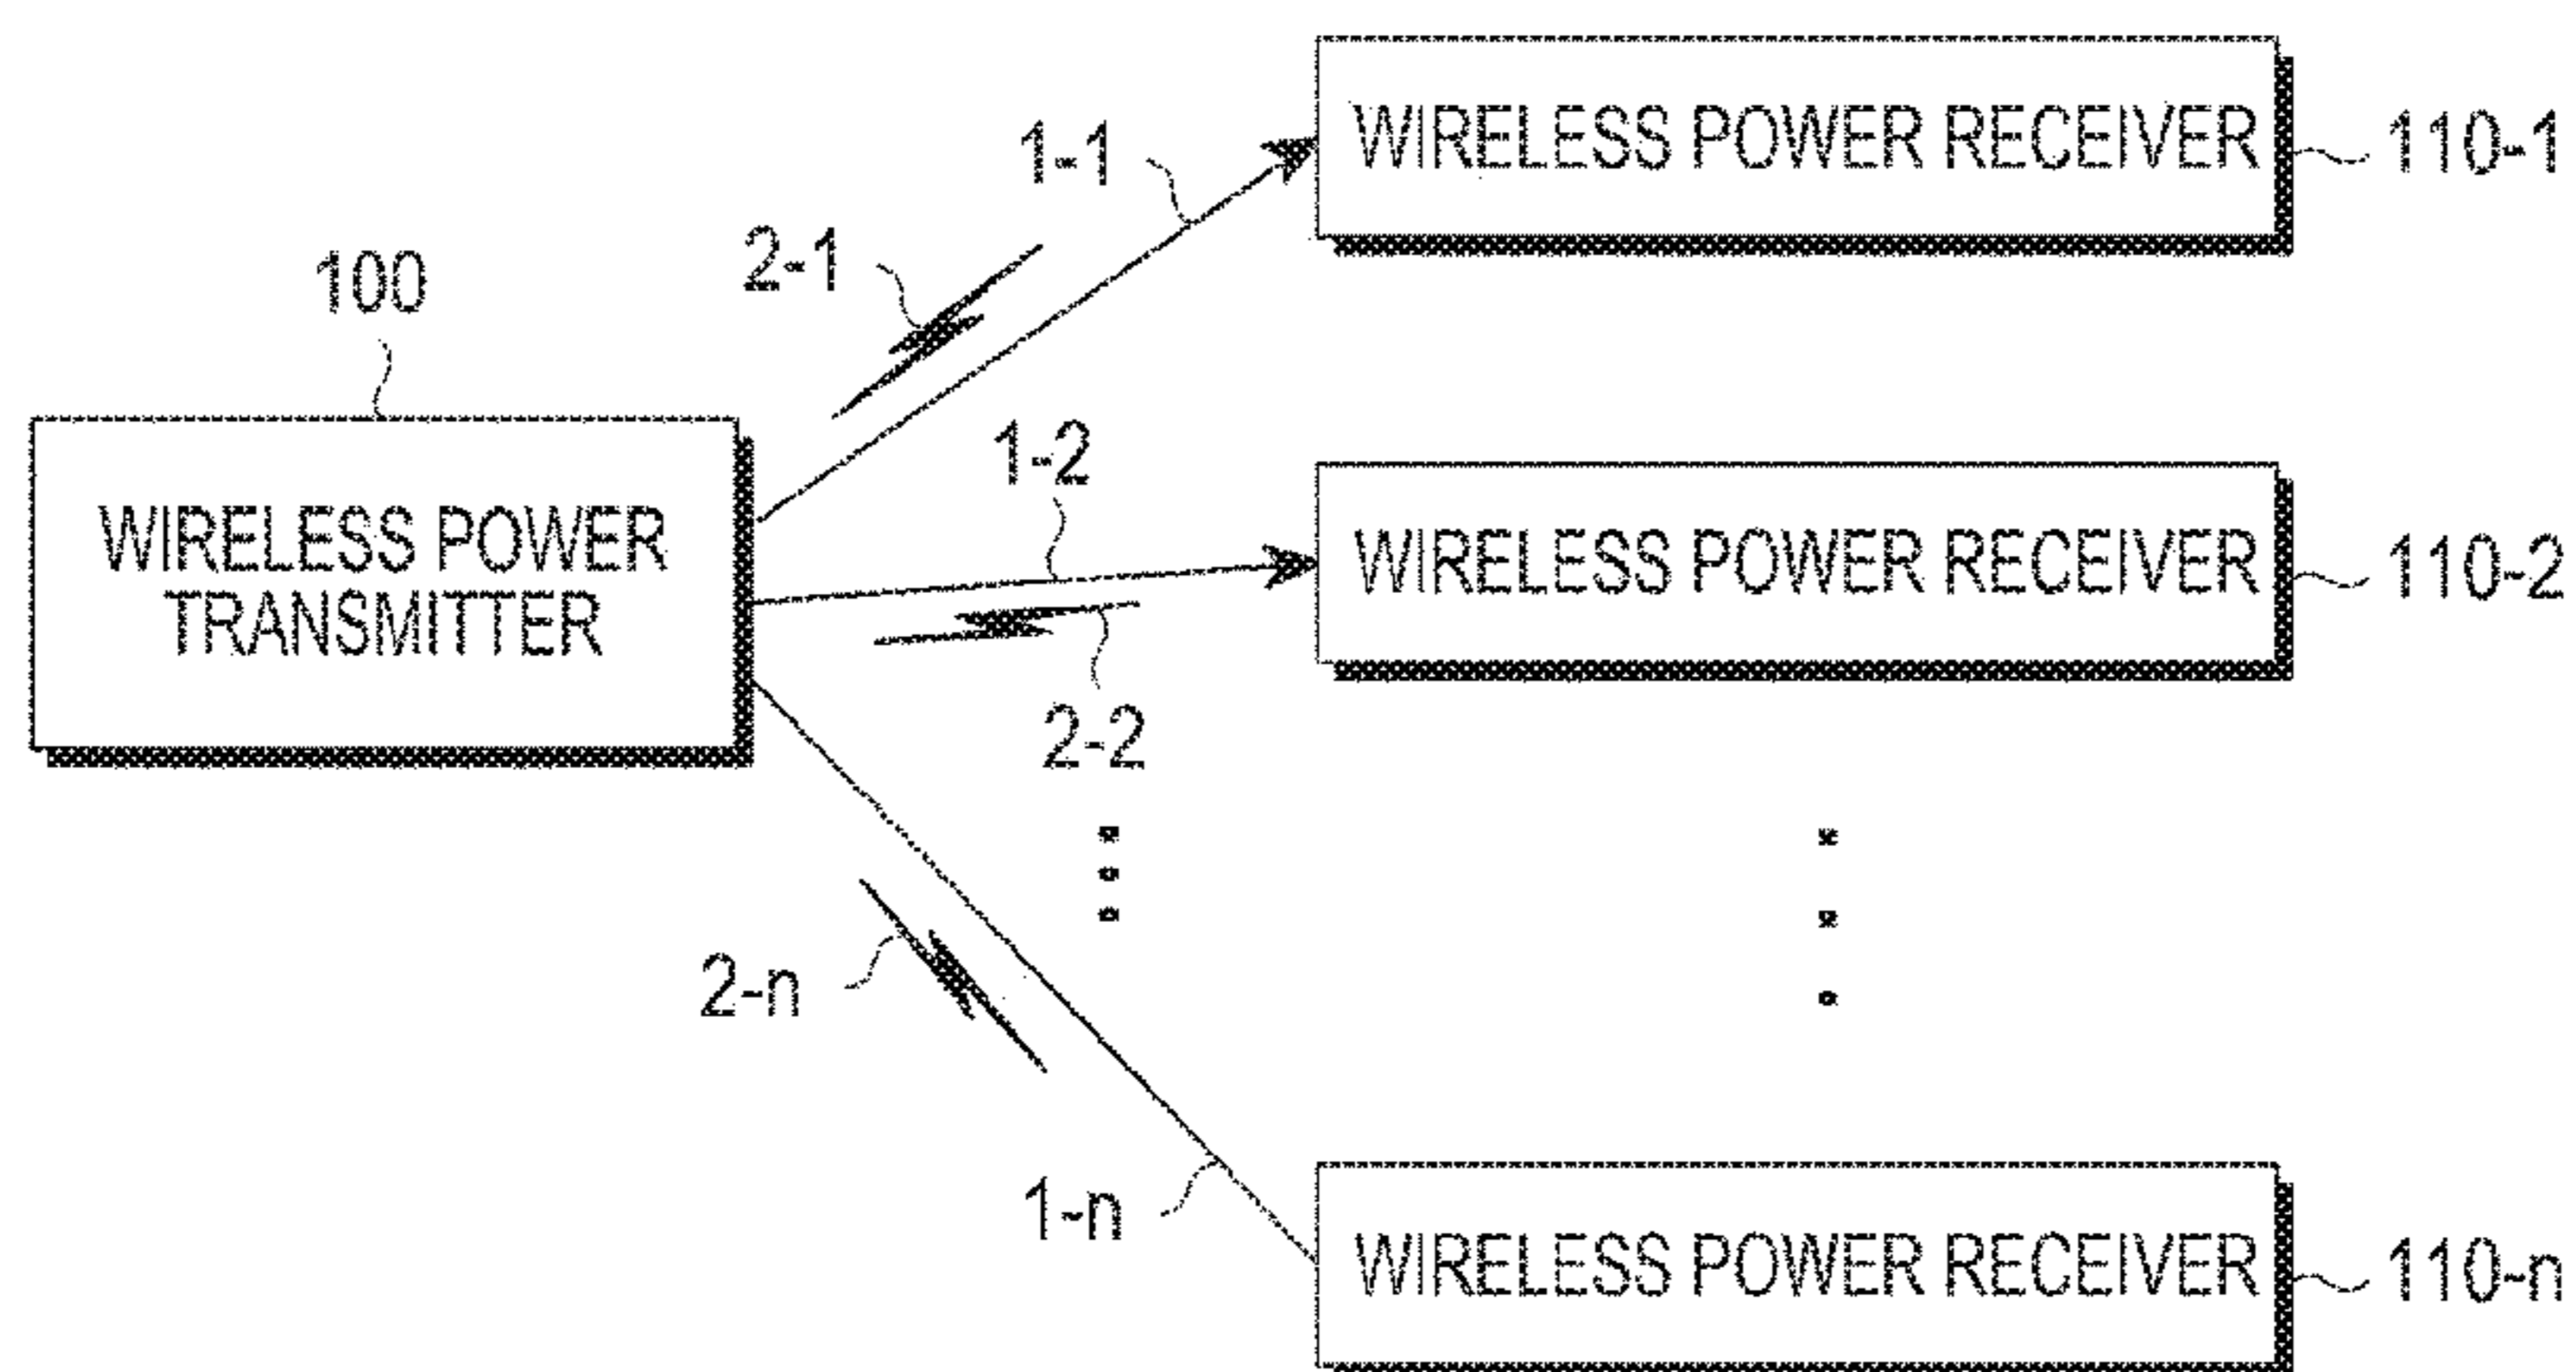 1-1
WIRELESS POWER RECEIVER
110-1
2-1
100
1-2
WIRELESS POWER
TRANSMITTER
WIRELESS POWER RECEIVER
110-2
2-2
2-n
1-n
WIRELESS POWER RECEIVER
110-n